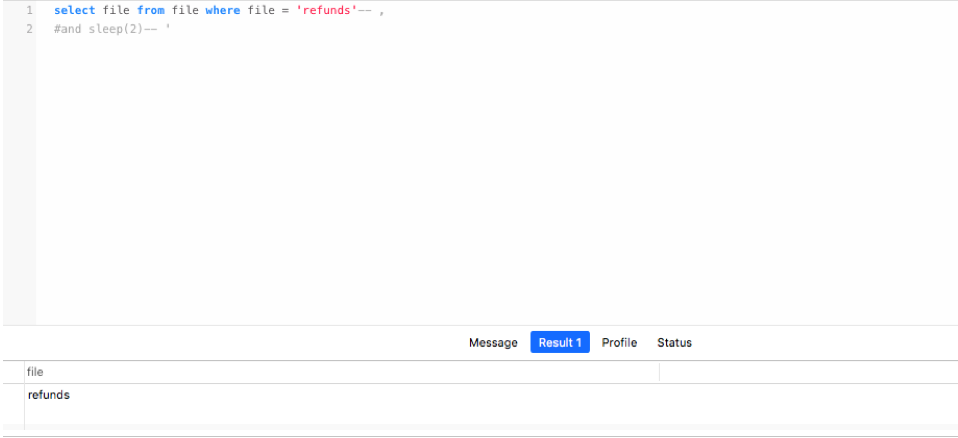 1 select file from file where file = 'refunds'-- ,
2 #and sleep(2)-- '
Message Result 1 Profile Status
file
refunds